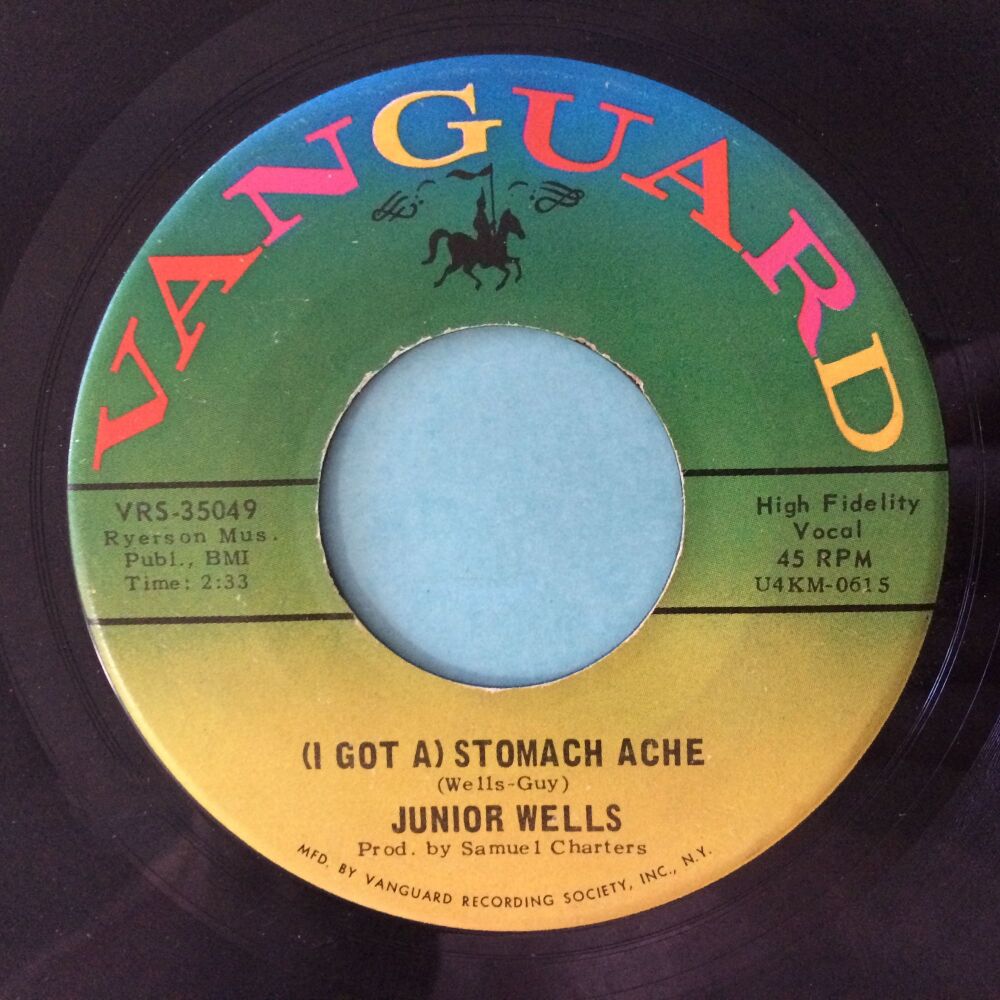 VANGUARD
VRS-35049
Ryerson Mus.
Publ., BMI
Time: 2:33
High Fidelity
Vocal
45 RPM
U4KM-0615
(I GOT A) STOMACH ACHE
(Wells-Guy)
JUNIOR WELLS
Prod. by Samuel Charters
MFD. BY VANGUARD RECORDING SOCIETY, INC., N.Y.